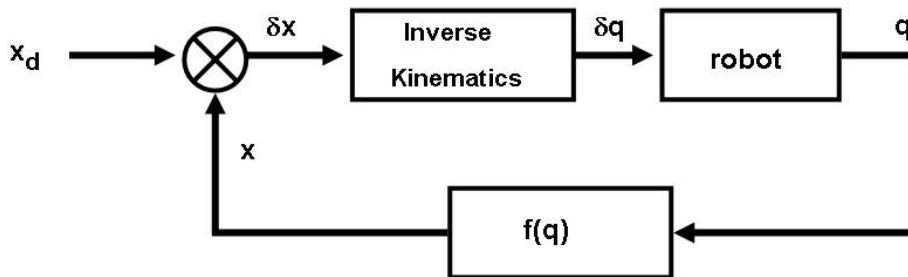 x_d
δx
Inverse
Kinematics
δq
robot
q
x
f(q)